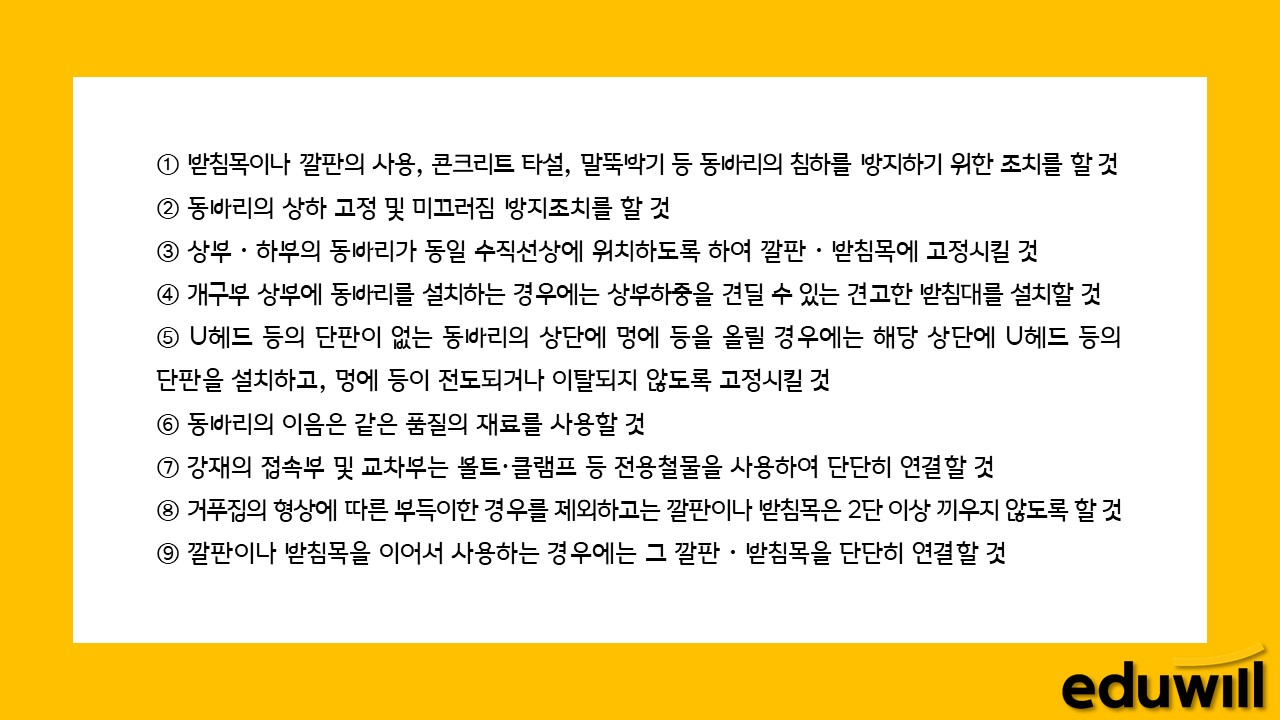 ① 받침목이나 깔판의 사용, 콘크리트 타설, 말뚝박기 등 동바리의 침하를 방지하기 위한 조치를 할 것
② 동바리의 상하 고정 및 미끄러짐 방지조치를 할 것
③ 상부 · 하부의 동바리가 동일 수직선상에 위치하도록 하여 깔판 · 받침목에 고정시킬 것
④ 개구부 상부에 동바리를 설치하는 경우에는 상부하중을 견딜 수 있는 견고한 받침대를 설치할 것
⑤ U헤드 등의 단판이 없는 동바리의 상단에 멍에 등을 올릴 경우에는 해당 상단에 U헤드 등의
단판을 설치하고, 멍에 등이 전도되거나 이탈되지 않도록 고정시킬 것
⑥ 동바리의 이음은 같은 품질의 재료를 사용할 것
⑦ 강재의 접속부 및 교차부는 볼트·클램프 등 전용철물을 사용하여 단단히 연결할 것
⑧ 거푸집의 형상에 따른 부득이한 경우를 제외하고는 깔판이나 받침목은 2단 이상 끼우지 않도록 할 것
⑨ 깔판이나 받침목을 이어서 사용하는 경우에는 그 깔판 · 받침목을 단단히 연결할 것
eduwill